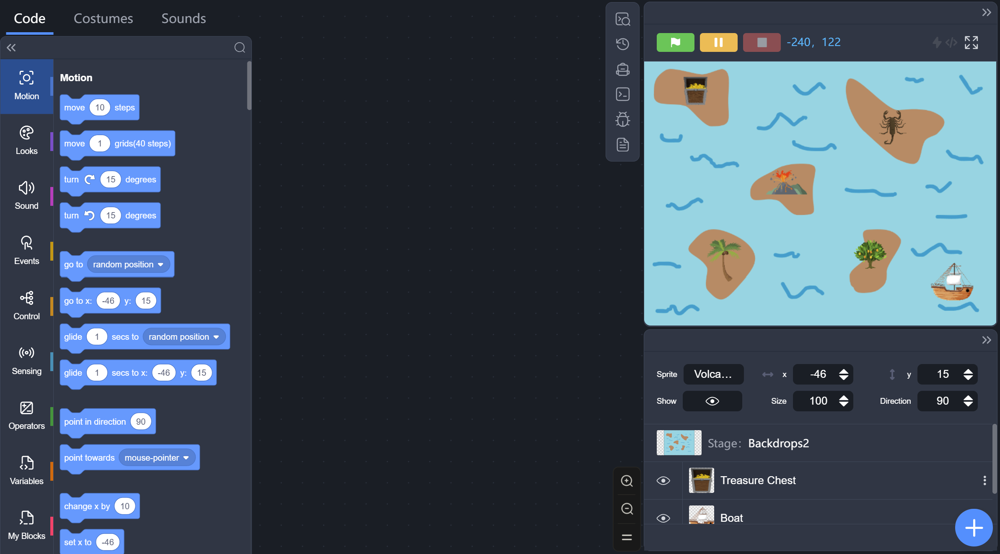 Code Costumes Sounds
-240, 122
Motion
Looks
Sound
Events
Control
Sensing
Operators
Variables
My Blocks
Motion
move 10 steps
move 1 grids(40 steps)
turn 15 degrees
turn 15 degrees
go to random position
go to x: -46 y: 15
glide 1 secs to random position
glide 1 secs to x: -46 y: 15
point in direction 90
point towards mouse-pointer
change x by 10
set x to -46
Sprite Volca... x -46 y 15
Show Size 100 Direction 90
Stage: Backdrops2
Treasure Chest
Boat